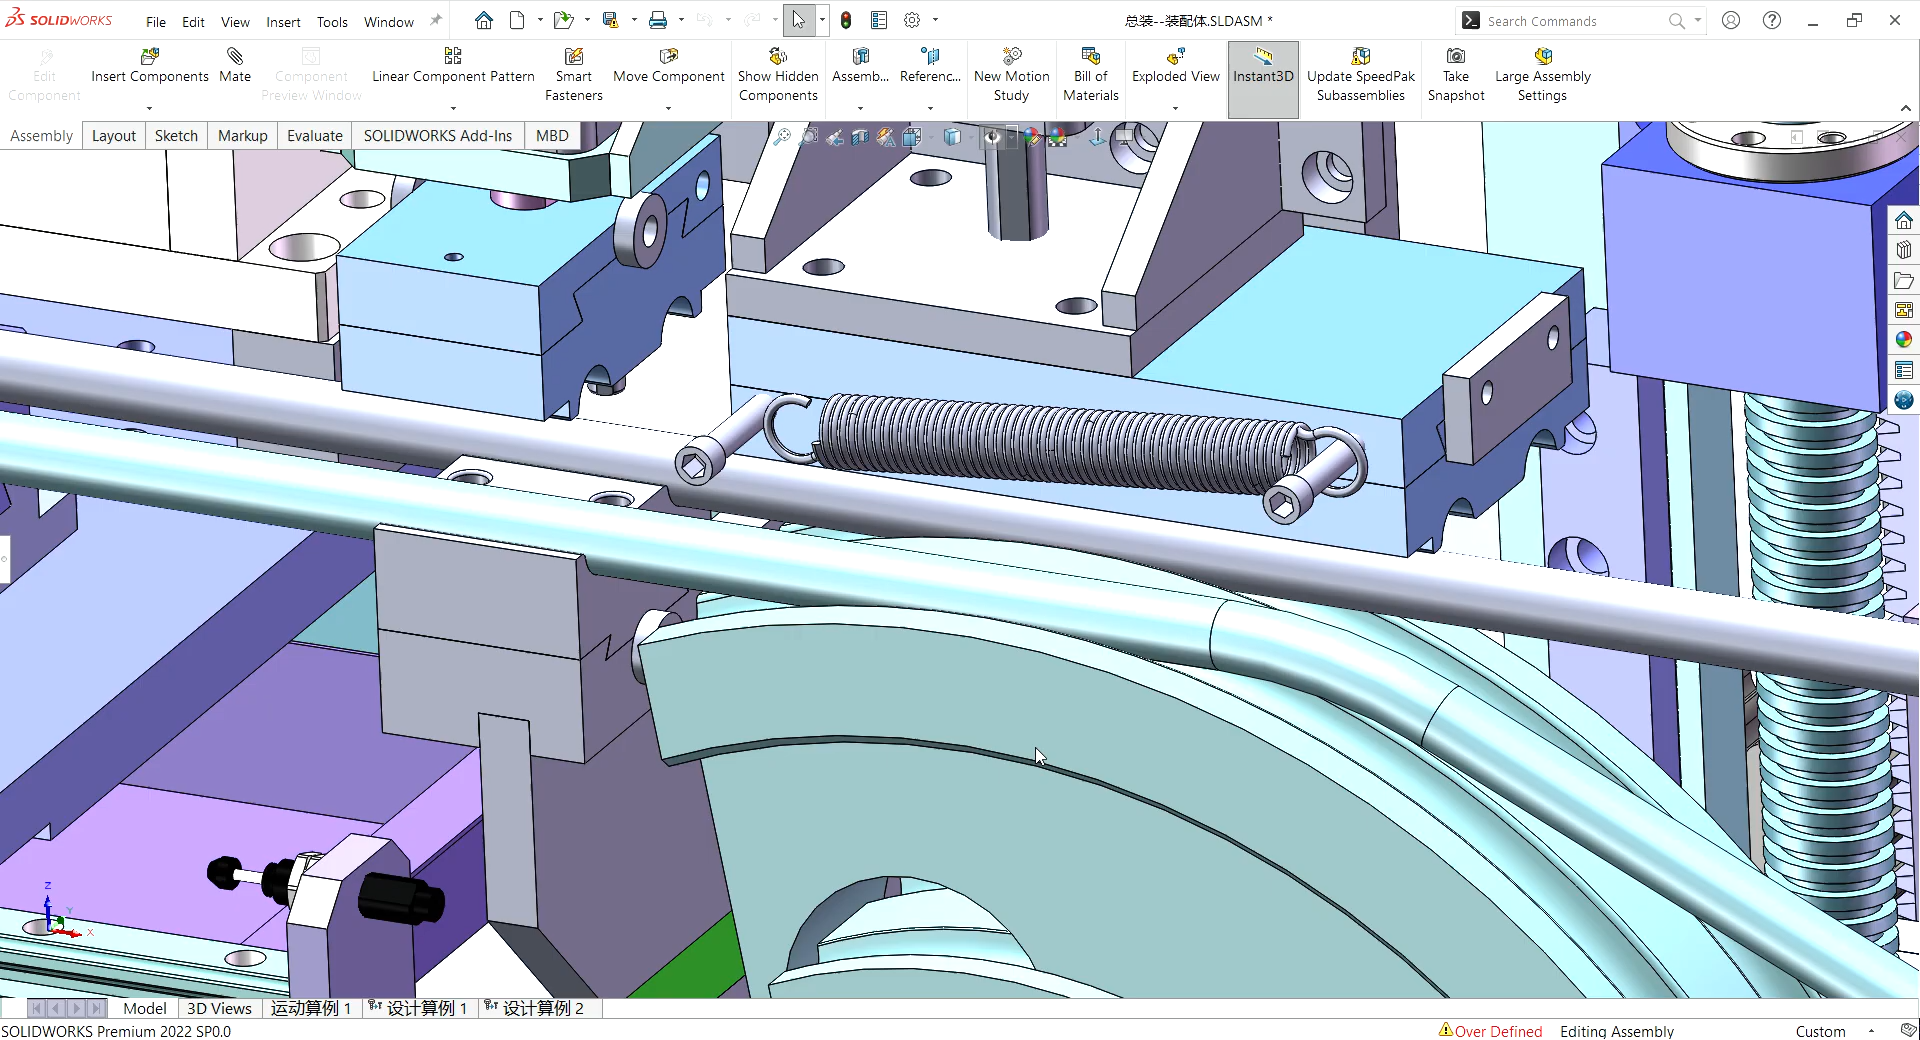 SOLIDWORKS File Edit View Insert Tools Window 总装--装配体.SLDASM * Search Commands
Edit Component
Insert Components
Mate
Component Preview Window
Linear Component Pattern
Smart Fasteners
Move Component
Show Hidden Components
Assemb...
Referenc...
New Motion Study
Bill of Materials
Exploded View
Instant3D
Update SpeedPak Subassemblies
Take Snapshot
Large Assembly Settings
Assembly Layout Sketch Markup Evaluate SOLIDWORKS Add-Ins MBD
Z
Y
X
Model 3D Views 运动算例 1 设计算例 1 设计算例 2
SOLIDWORKS Premium 2022 SP0.0 Over Defined Editing Assembly Custom